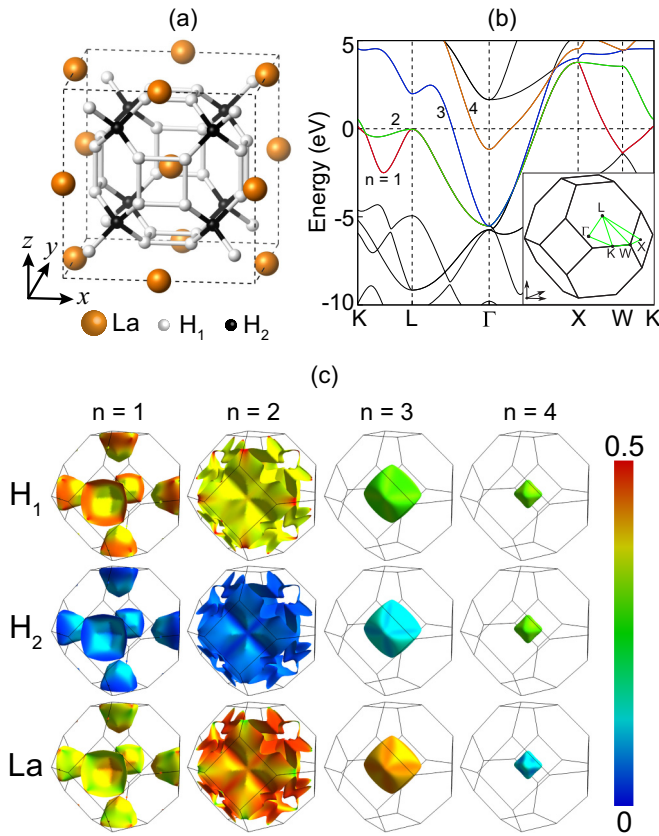 (a)
z
y
x
La
H₁
H₂
(b)
Energy (eV)
5
0
-5
-10
n = 1
2
3
4
K
L
Γ
X
W
K
L
Γ
K
W
X
(c)
n = 1
n = 2
n = 3
n = 4
H₁
H₂
La
0.5
0